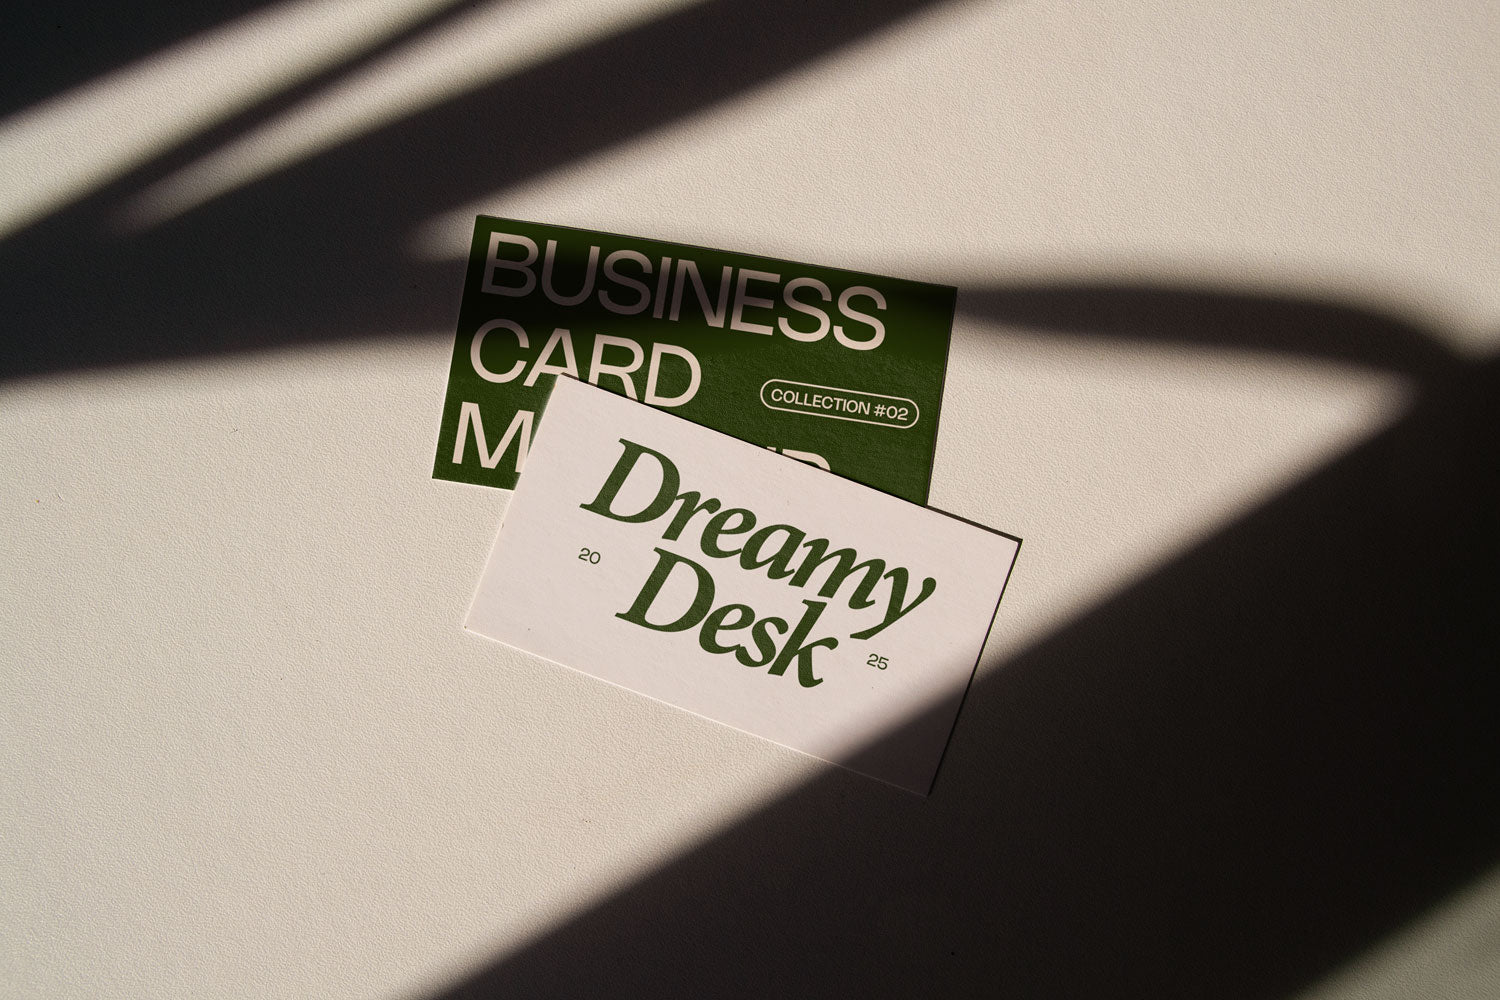 BUSINESS
CARD
COLLECTION #02
Dreamy
20
Desk
25